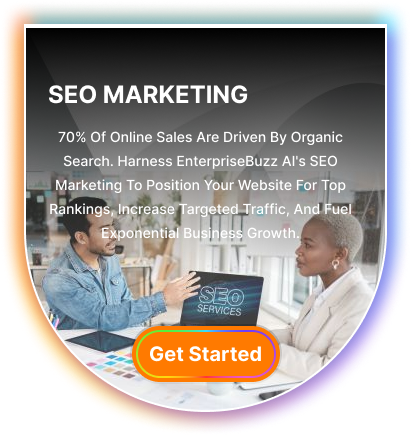 SEO MARKETING
70% Of Online Sales Are Driven By Organic
Search. Harness EnterpriseBuzz AI's SEO
Marketing To Position Your Website For Top
Rankings, Increase Targeted Traffic, And Fuel
Exponential Business Growth.
SEO
SERVICES
Get Started